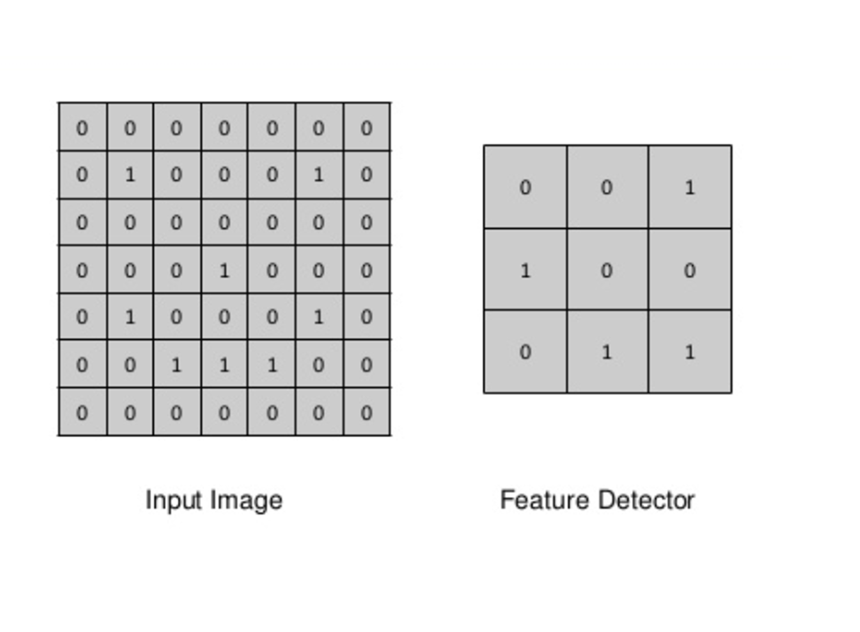 0 0 0 0 0 0 0
0 1 0 0 0 1 0
0 0 0 0 0 0 0
0 0 0 1 0 0 0
0 1 0 0 0 1 0
0 0 1 1 1 0 0
0 0 0 0 0 0 0
Input Image
0 0 1
1 0 0
0 1 1
Feature Detector